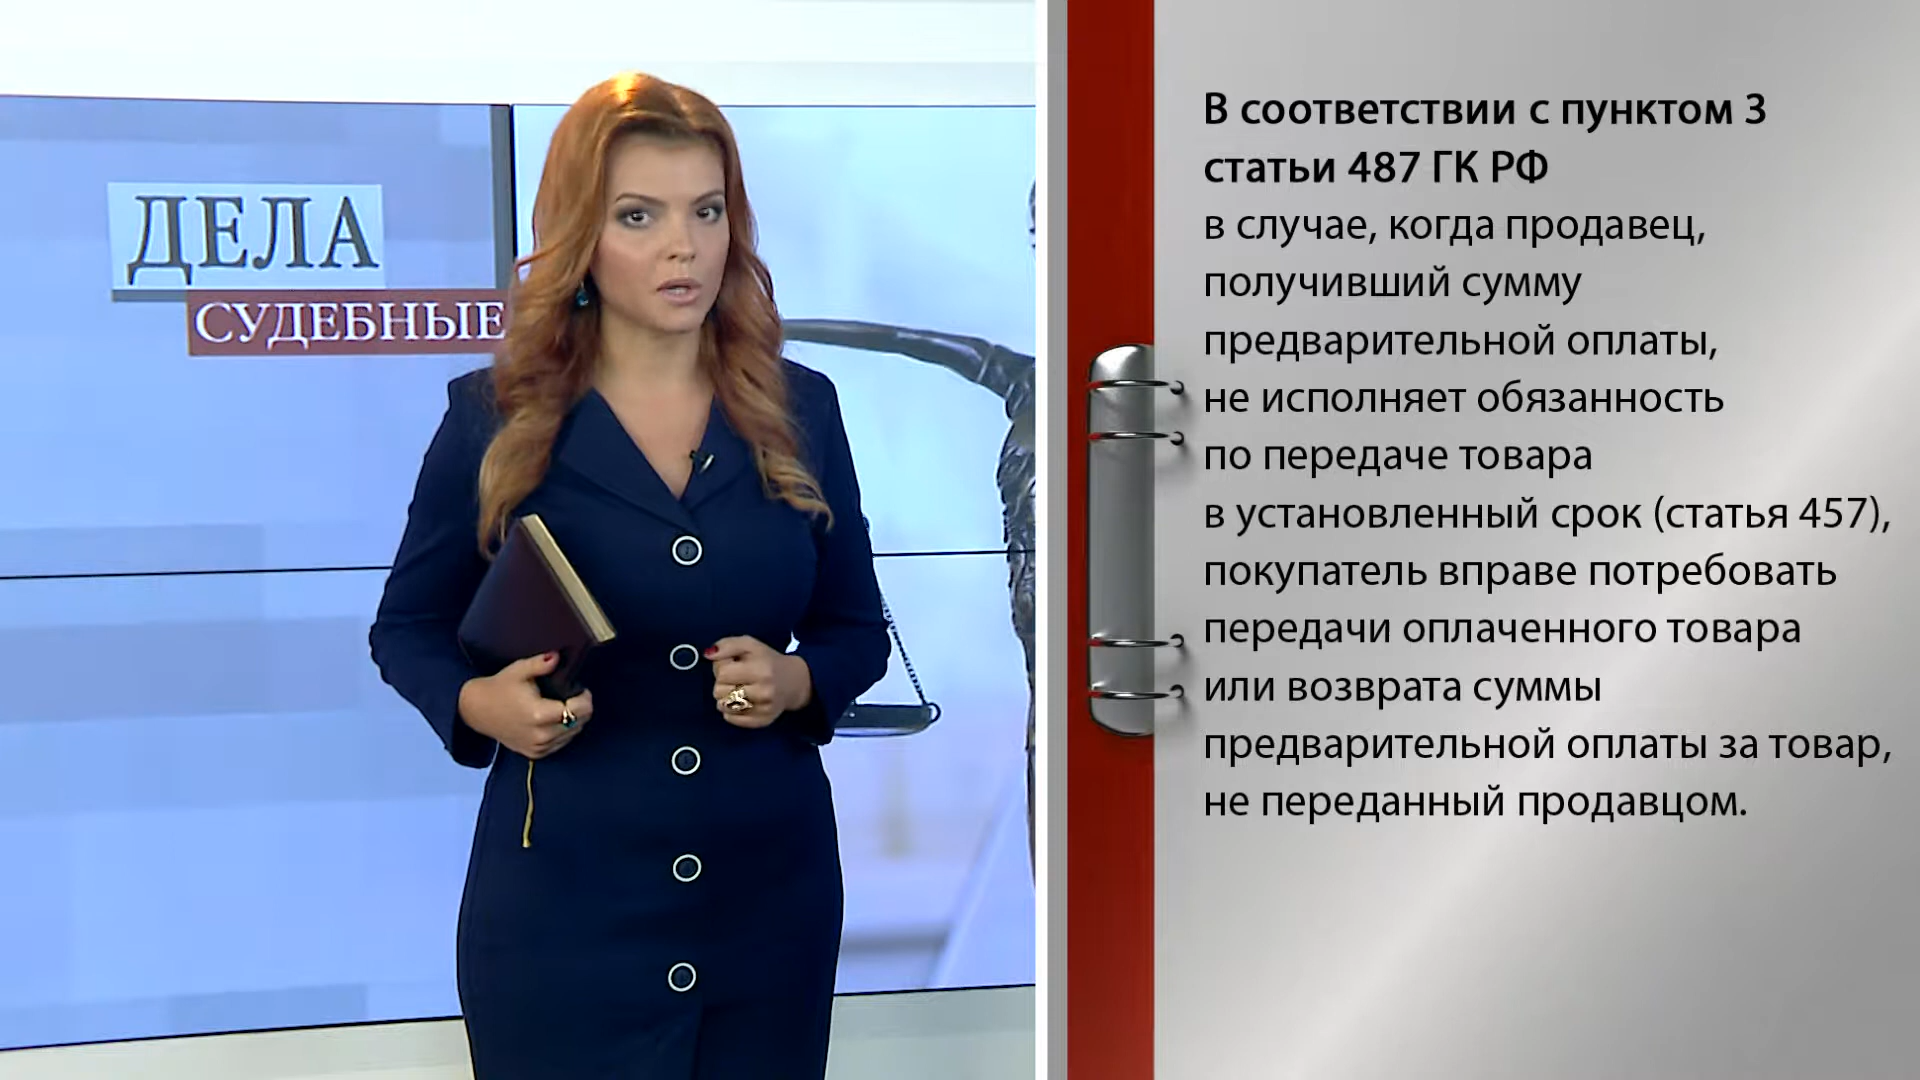 ДЕЛА
СУДЕБНЫЕ
В соответствии с пунктом 3
статьи 487 ГК РФ
в случае, когда продавец,
получивший сумму
предварительной оплаты,
не исполняет обязанность
по передаче товара
в установленный срок (статья 457),
покупатель вправе потребовать
передачи оплаченного товара
или возврата суммы
предварительной оплаты за товар,
не переданный продавцом.